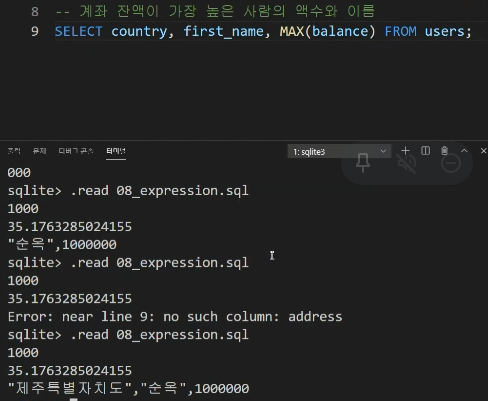 8 -- 계좌 잔액이 가장 높은 사람의 액수와 이름
9 SELECT country, first_name, MAX(balance) FROM users;
출력 문제 디버그 콘솔 터미널 1: sqlite3
000
sqlite> .read 08_expression.sql
1000
35.1763285024155
"순옥",1000000
sqlite> .read 08_expression.sql
1000
35.1763285024155
Error: near line 9: no such column: address
sqlite> .read 08_expression.sql
1000
35.1763285024155
"제주특별자치도","순옥",1000000